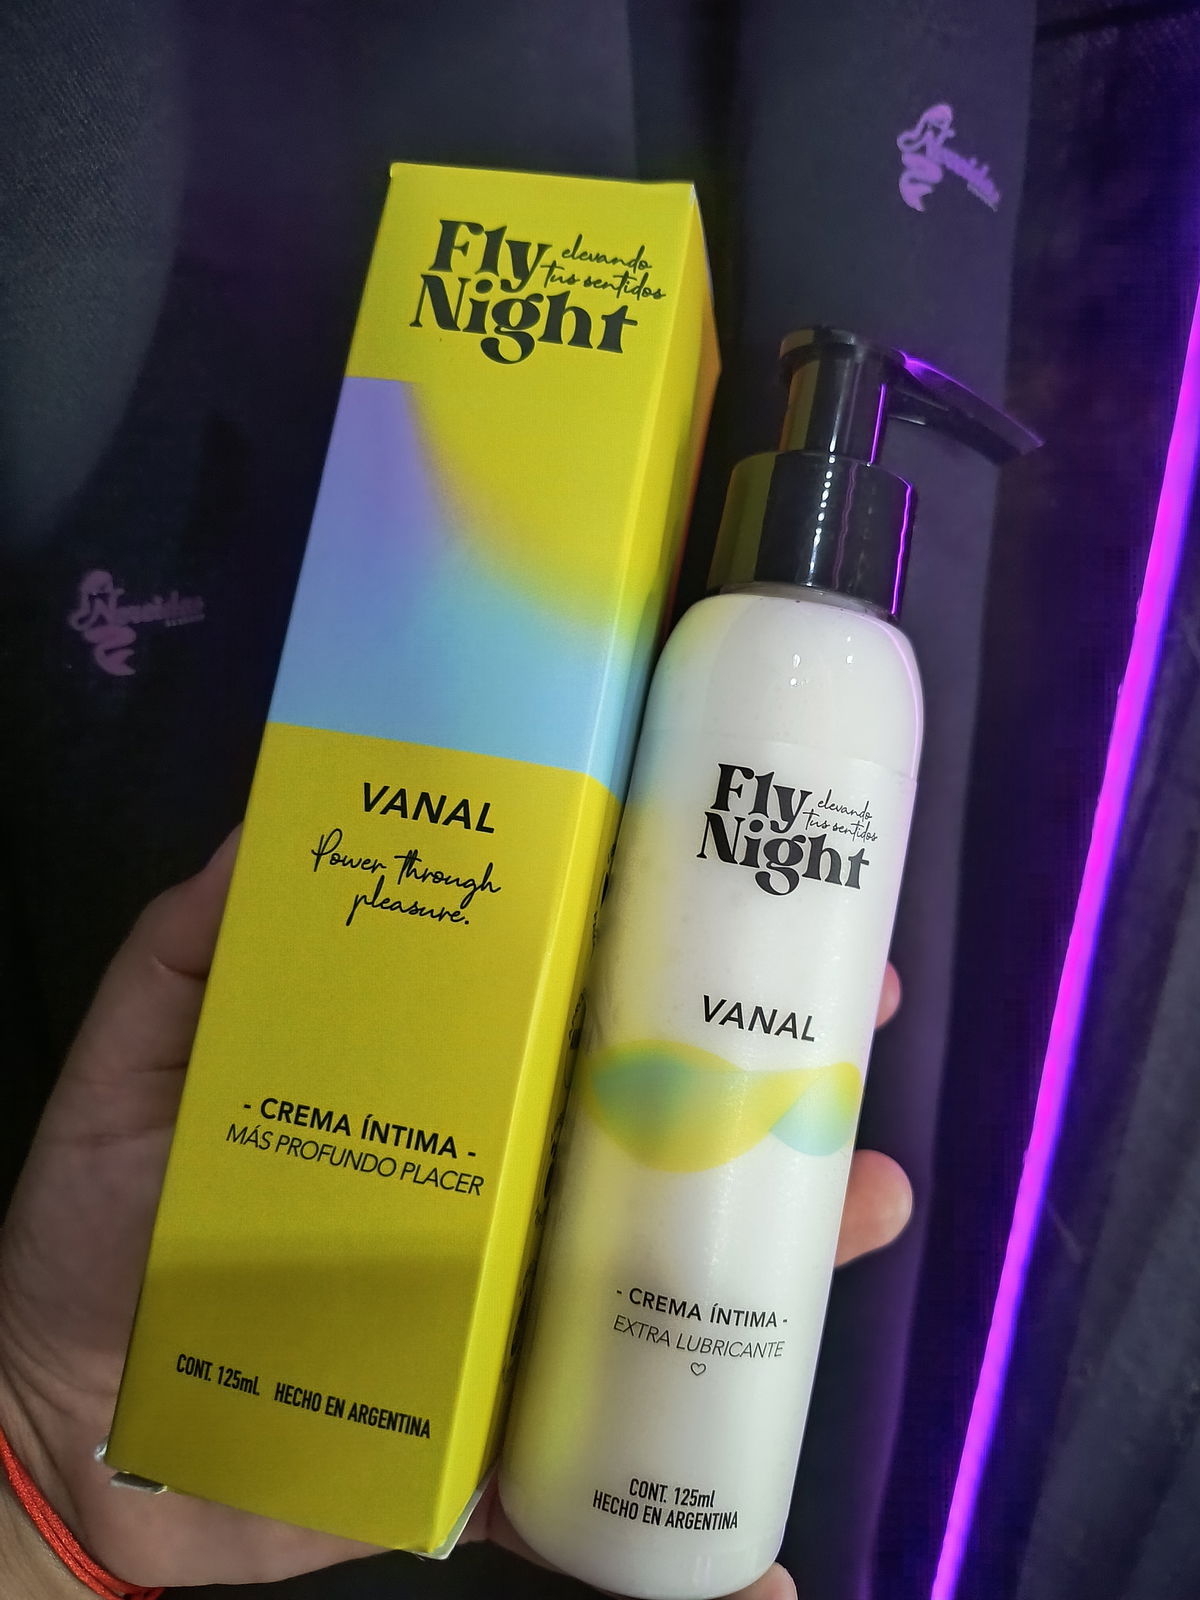 Fly elevando
tus sentidos
Night
VANAL
Power through
pleasure.
- CREMA ÍNTIMA -
MÁS PROFUNDO PLACER
CONT. 125ml. HECHO EN ARGENTINA
Fly elevando
tus sentidos
Night
VANAL
- CREMA ÍNTIMA -
EXTRA LUBRICANTE
CONT. 125ml
HECHO EN ARGENTINA